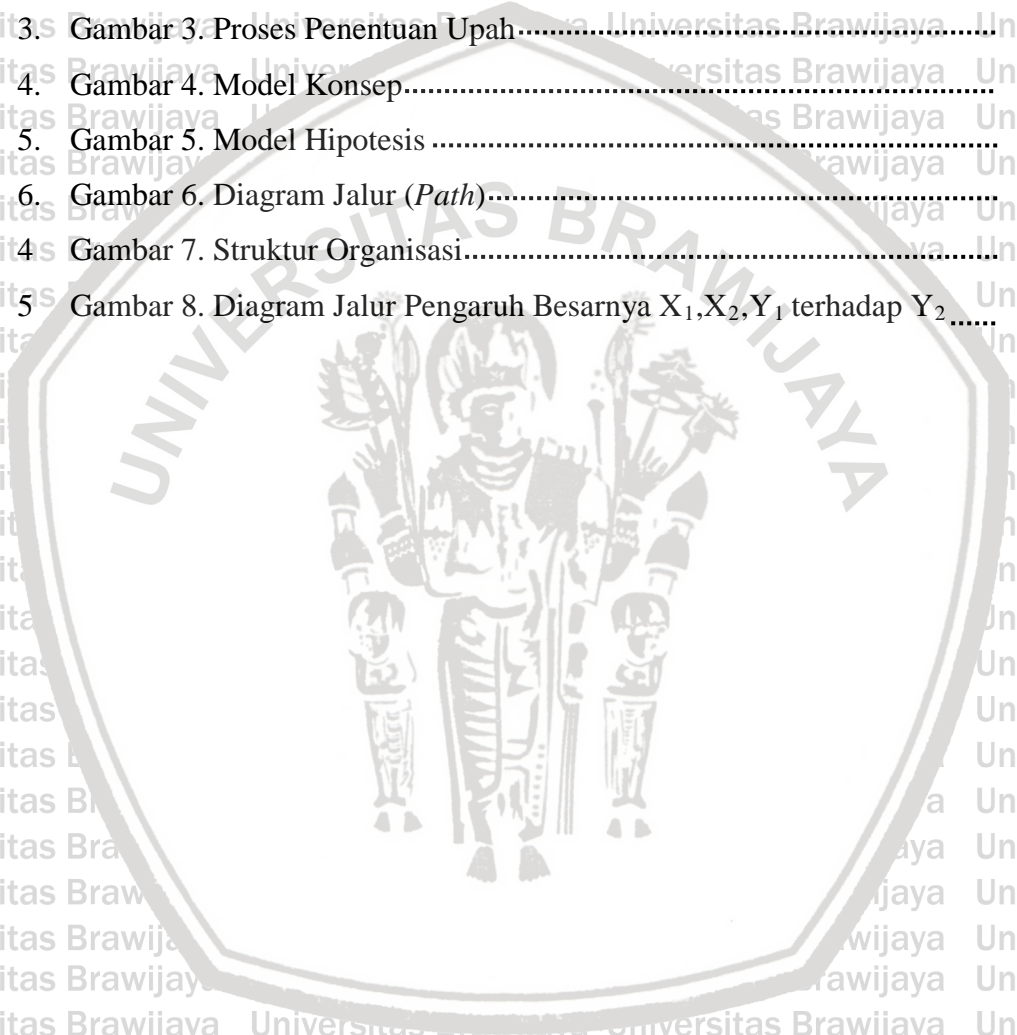 3. Gambar 3. Proses Penentuan Upah
4. Gambar 4. Model Konsep
5. Gambar 5. Model Hipotesis
6. Gambar 6. Diagram Jalur (Path)
4 Gambar 7. Struktur Organisasi
5 Gambar 8. Diagram Jalur Pengaruh Besarnya X₁,X₂,Y₁ terhadap Y₂
UNIVERSITAS BRAWIJAYA